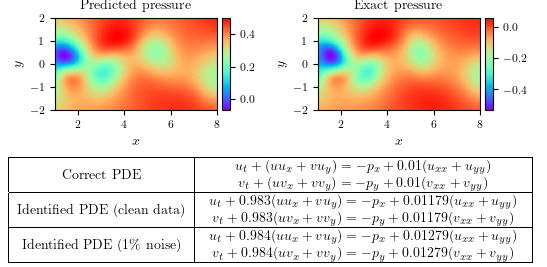 Predicted pressure
Exact pressure
2
1
0
−1
−2
y
2
4
6
8
x
0.4
0.2
0.0
2
1
0
−1
−2
y
2
4
6
8
x
0.0
−0.2
−0.4
Correct PDE
u_t + (uu_x + vu_y) = −p_x + 0.01(u_xx + u_yy)
v_t + (uv_x + vv_y) = −p_y + 0.01(v_xx + v_yy)
Identified PDE (clean data)
u_t + 0.983(uu_x + vu_y) = −p_x + 0.01179(u_xx + u_yy)
v_t + 0.983(uv_x + vv_y) = −p_y + 0.01179(v_xx + v_yy)
Identified PDE (1% noise)
u_t + 0.984(uu_x + vu_y) = −p_x + 0.01279(u_xx + u_yy)
v_t + 0.984(uv_x + vv_y) = −p_y + 0.01279(v_xx + v_yy)